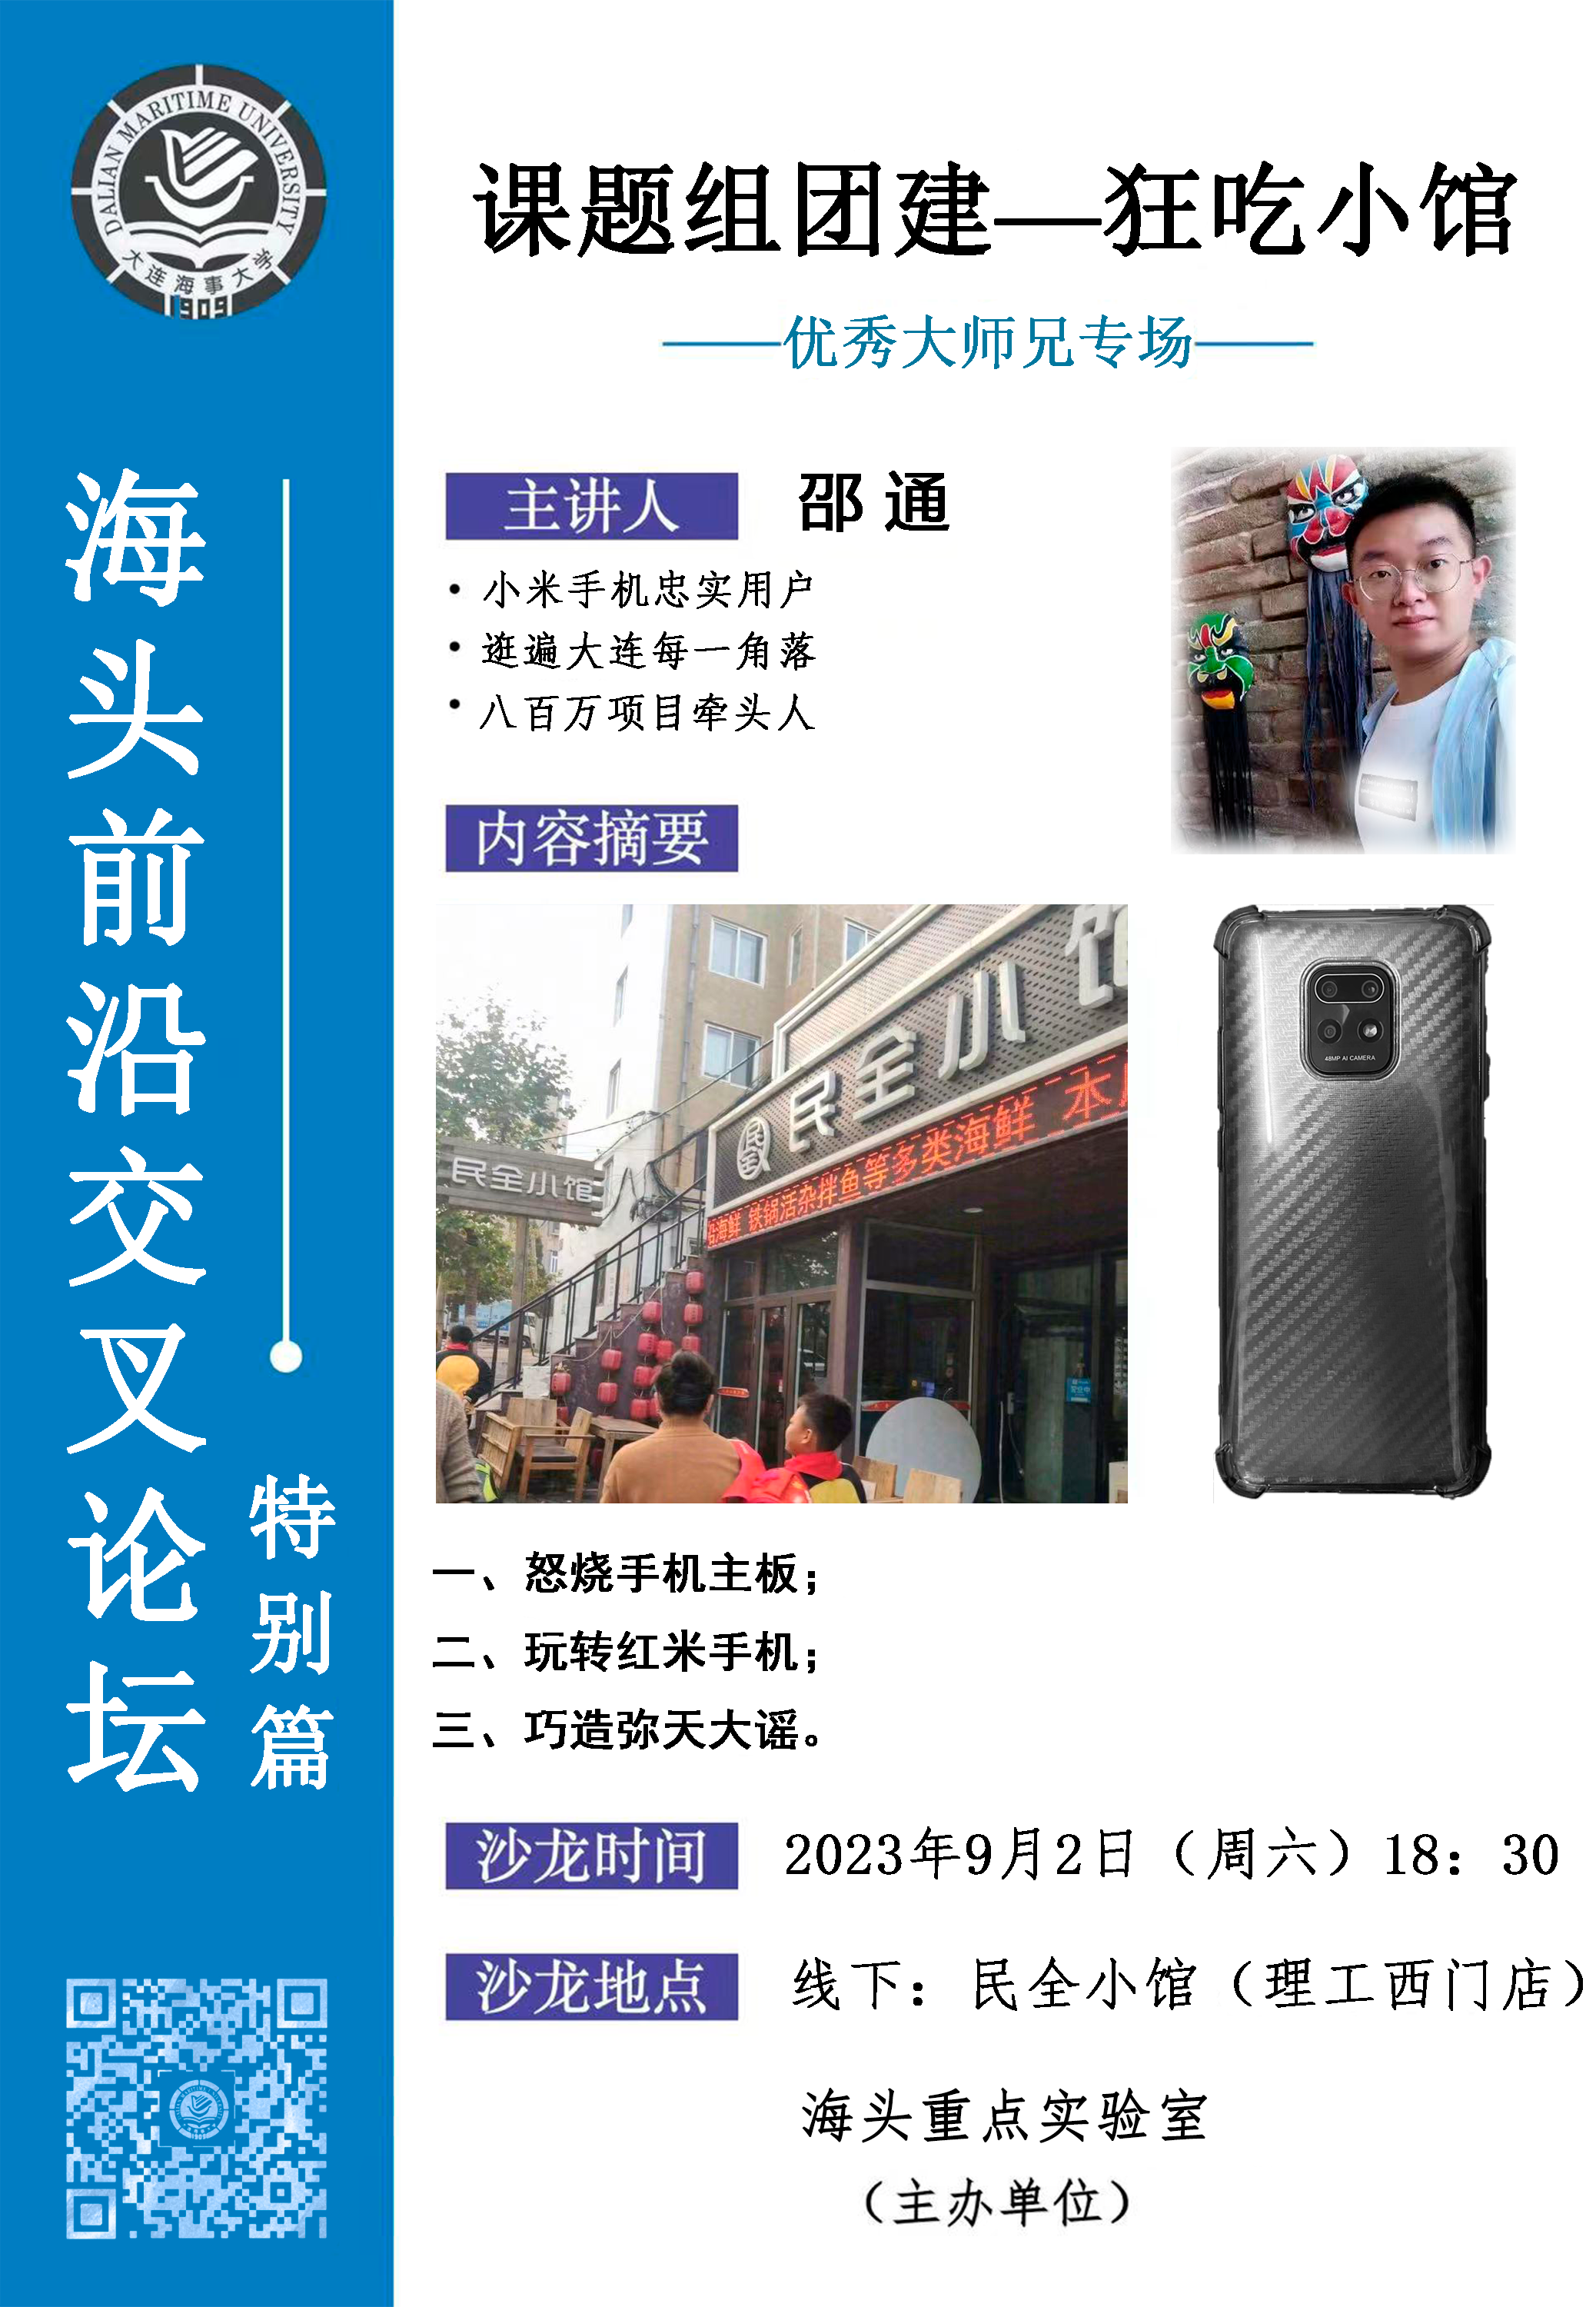 DALIAN MARITIME UNIVERSITY
大连海事大学
1909
海头前沿交叉论坛
特别篇
课题组团建—狂吃小馆
——优秀大师兄专场——
主讲人 邵 通
• 小米手机忠实用户
• 逛遍大连每一角落
• 八百万项目牵头人
内容摘要
民全小馆
民全小馆
海鲜 铁锅活杂拌鱼等多类海鲜 本
48MP AI CAMERA
一、怒烧手机主板；
二、玩转红米手机；
三、巧造弥天大谣。
沙龙时间 2023年9月2日（周六）18：30
沙龙地点 线下：民全小馆（理工西门店）
海头重点实验室
（主办单位）